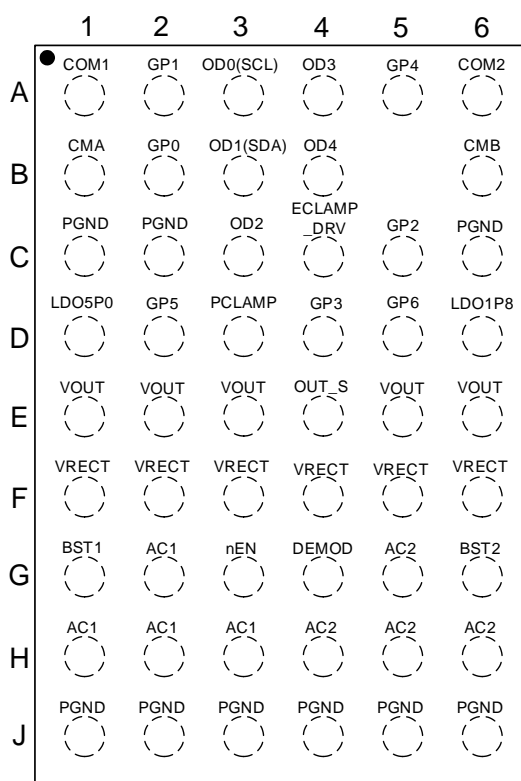 1 2 3 4 5 6
A COM1 GP1 OD0(SCL) OD3 GP4 COM2
B CMA GP0 OD1(SDA) OD4 CMB
C PGND PGND OD2 ECLAMP
_DRV GP2 PGND
D LDO5P0 GP5 PCLAMP GP3 GP6 LDO1P8
E VOUT VOUT VOUT OUT_S VOUT VOUT
F VRECT VRECT VRECT VRECT VRECT VRECT
G BST1 AC1 nEN DEMOD AC2 BST2
H AC1 AC1 AC1 AC2 AC2 AC2
J PGND PGND PGND PGND PGND PGND